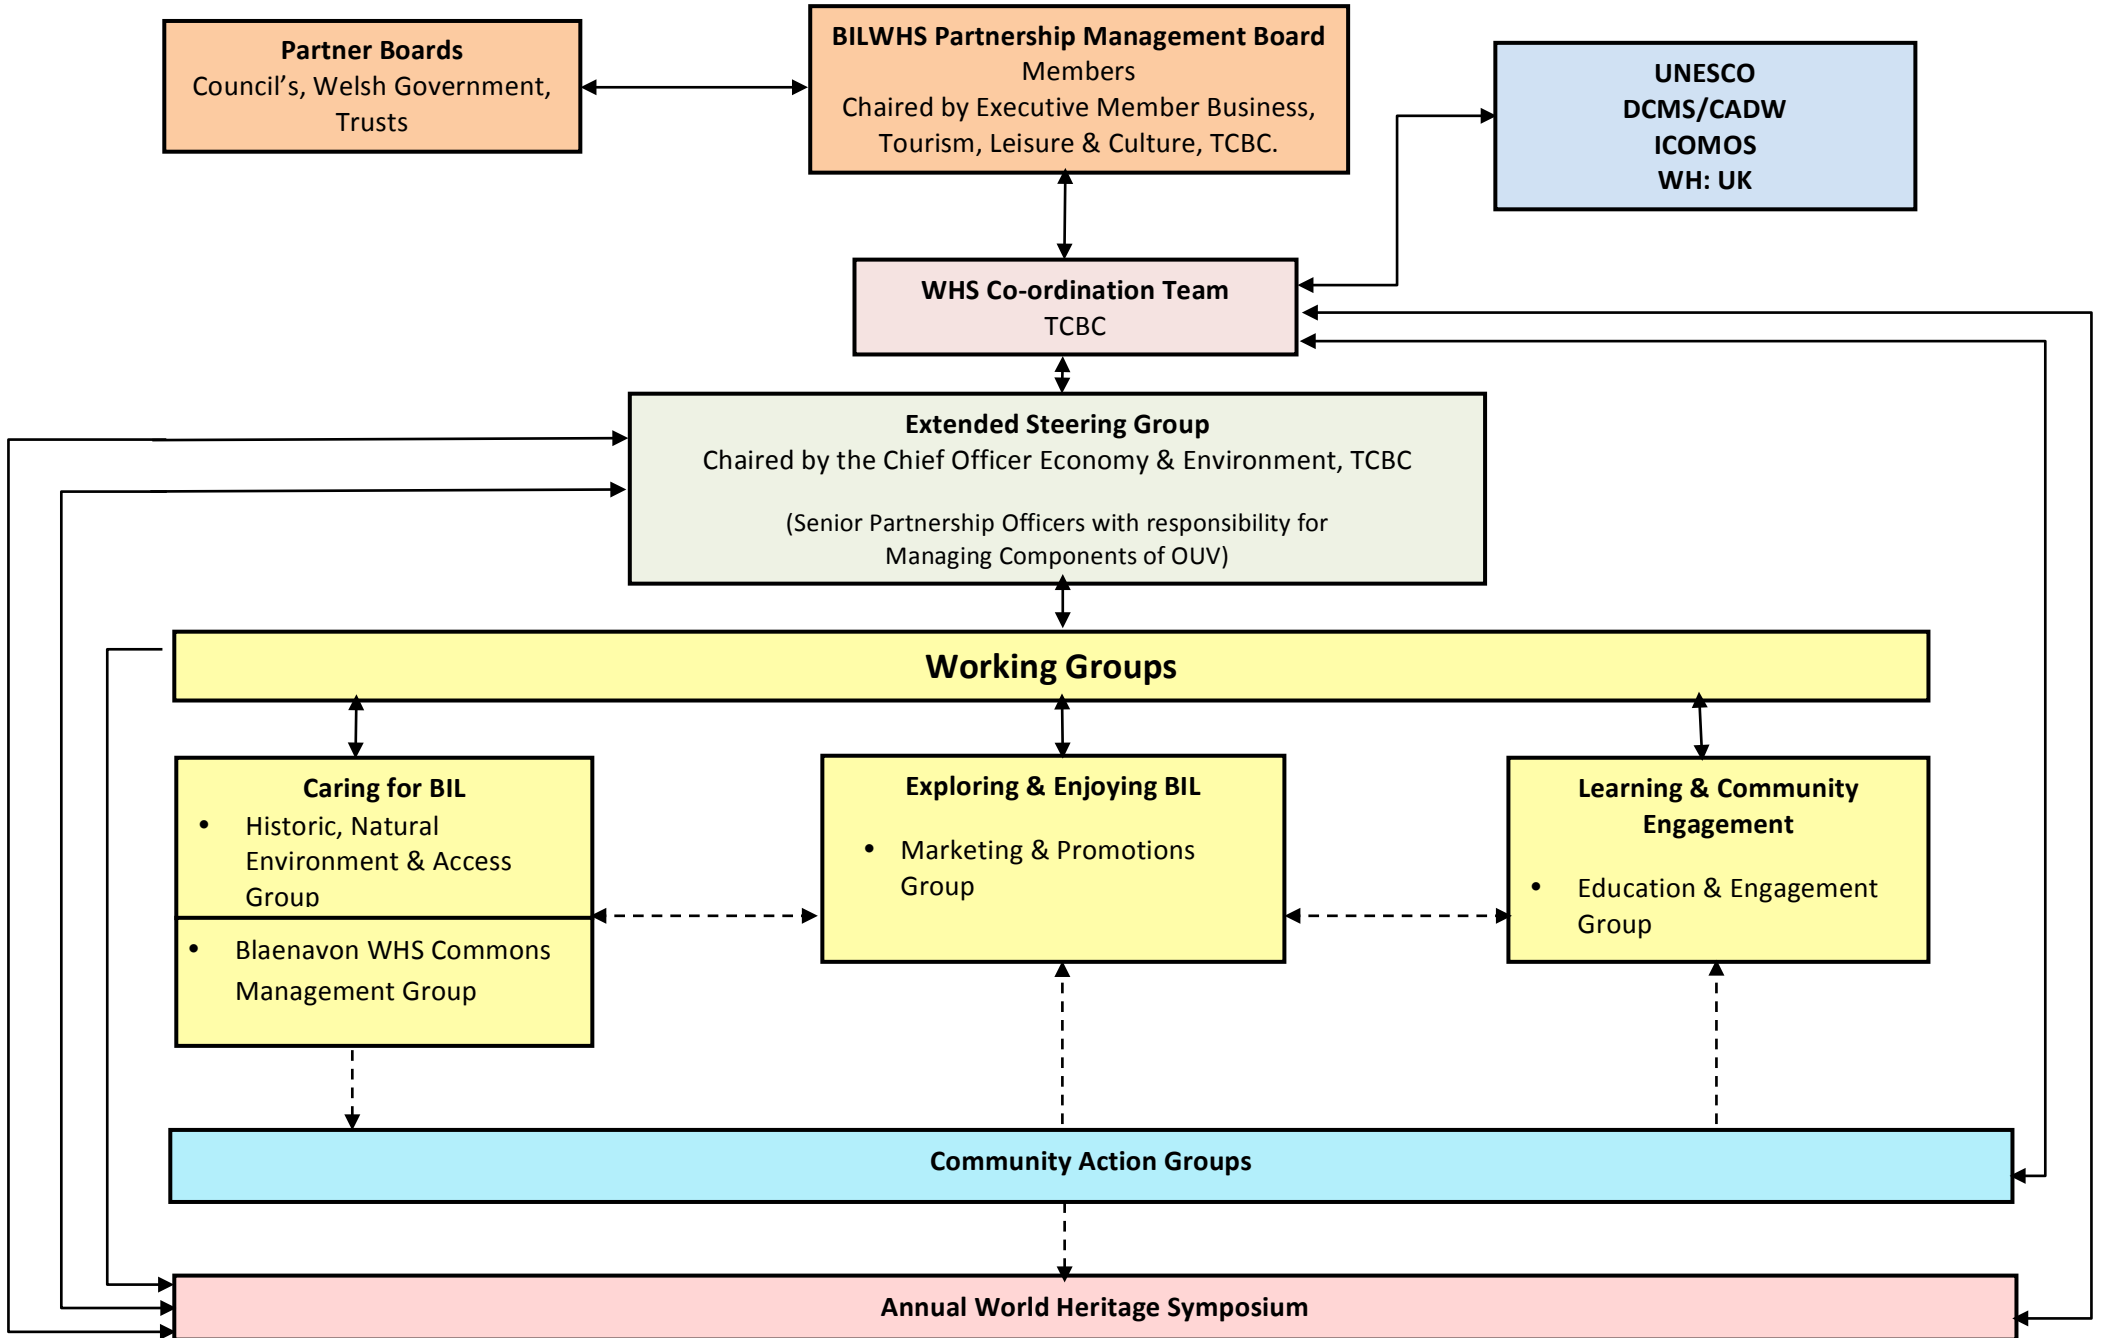 Partner Boards
Council's, Welsh Government,
Trusts
BILWHS Partnership Management Board
Members
Chaired by Executive Member Business,
Tourism, Leisure & Culture, TCBC.
UNESCO
DCMS/CADW
ICOMOS
WH: UK
WHS Co-ordination Team
TCBC
Extended Steering Group
Chaired by the Chief Officer Economy & Environment, TCBC
(Senior Partnership Officers with responsibility for
Managing Components of OUV)
Working Groups
Caring for BIL
• Historic, Natural
Environment & Access
Group
• Blaenavon WHS Commons
Management Group
Exploring & Enjoying BIL
• Marketing & Promotions
Group
Learning & Community
Engagement
• Education & Engagement
Group
Community Action Groups
Annual World Heritage Symposium